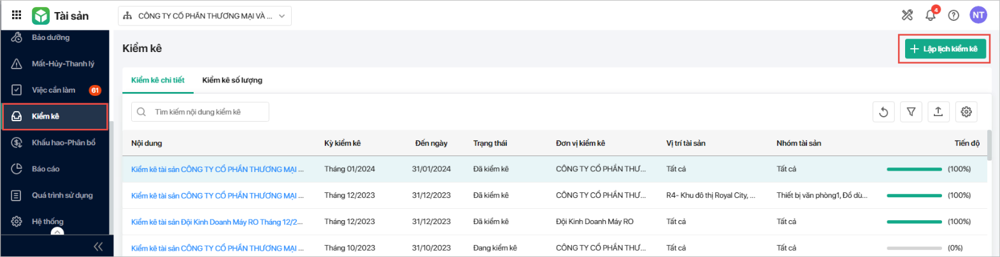 Tài sản
CÔNG TY CỔ PHẦN THƯƠNG MẠI VÀ ...
4
NT
Bảo dưỡng
Mất-Hủy-Thanh lý
Việc cần làm 61
Kiểm kê
Khấu hao-Phân bổ
Báo cáo
Quá trình sử dụng
Hệ thống
Kiểm kê
Lập lịch kiểm kê
Kiểm kê chi tiết Kiểm kê số lượng
Tìm kiếm nội dung kiểm kê
Nội dung Kỳ kiểm kê Đến ngày Trạng thái Đơn vị kiểm kê Vị trí tài sản Nhóm tài sản Tiến độ
Kiểm kê tài sản CÔNG TY CỔ PHẦN THƯƠNG MẠI ... Tháng 01/2024 31/01/2024 Đã kiểm kê CÔNG TY CỔ PHẦN THƯ... Tất cả Tất cả (100%)
Kiểm kê tài sản CÔNG TY CỔ PHẦN THƯƠNG MẠI ... Tháng 12/2023 31/12/2023 Đã kiểm kê CÔNG TY CỔ PHẦN THƯ... R4- Khu đô thị Royal City, ... Thiết bị văn phòng1, Đồ dù... (100%)
Kiểm kê tài sản Đội Kinh Doanh Máy RO Tháng 12/2... Tháng 12/2023 31/12/2023 Đã kiểm kê Đội Kinh Doanh Máy RO Tất cả Tất cả (100%)
Kiểm kê tài sản CÔNG TY CỔ PHẦN THƯƠNG MẠI ... Tháng 10/2023 31/10/2023 Đang kiểm kê CÔNG TY CỔ PHẦN THƯ... Tất cả Tất cả (0%)